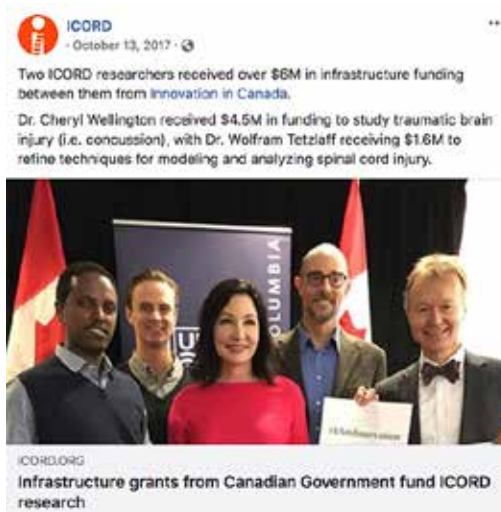 ICORD
October 13, 2017 ·
Two ICORD researchers received over $6M in infrastructure funding
between them from Innovation in Canada.
Dr. Cheryl Wellington received $4.5M in funding to study traumatic brain
injury (i.e. concussion), with Dr. Wolfram Tetzlaff receiving $1.6M to
refine techniques for modeling and analyzing spinal cord injury.
COLUMBIA
ICORD.ORG
Infrastructure grants from Canadian Government fund ICORD
research